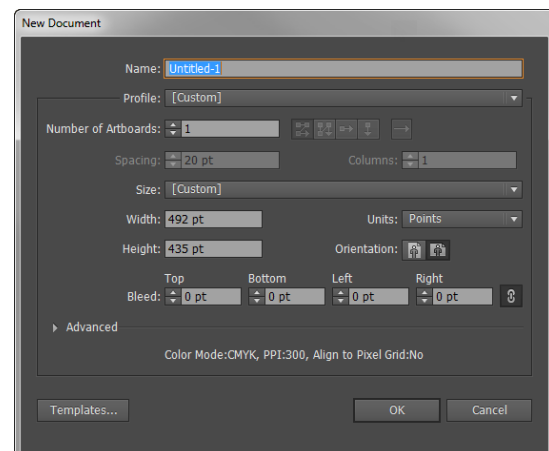 New Document
Name: Untitled-1
Profile: [Custom]
Number of Artboards: 1
Spacing: 20 pt Columns: 1
Size: [Custom]
Width: 492 pt Units: Points
Height: 435 pt Orientation:
Top Bottom Left Right
Bleed: 0 pt 0 pt 0 pt 0 pt
Advanced
Color Mode:CMYK, PPI:300, Align to Pixel Grid:No
Templates... OK Cancel